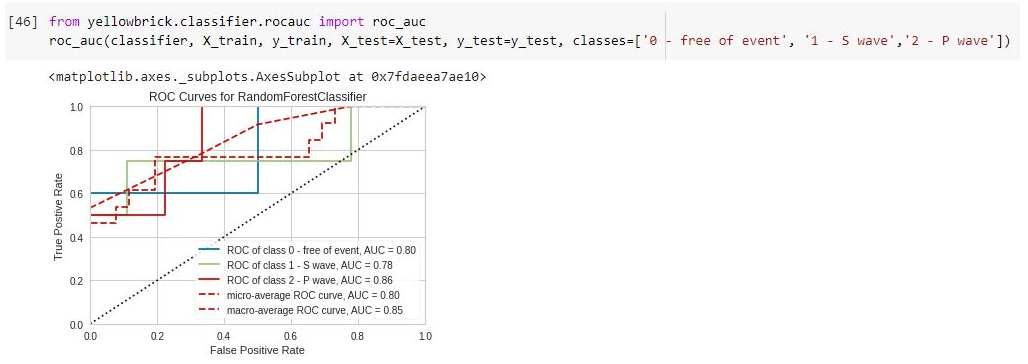 [46] from yellowbrick.classifier.rocauc import roc_auc
roc_auc(classifier, X_train, y_train, X_test=X_test, y_test=y_test, classes=['0 - free of event', '1 - S wave','2 - P wave'])
<matplotlib.axes._subplots.AxesSubplot at 0x7fdaeea7ae10>
ROC Curves for RandomForestClassifier
1.0
0.8
0.6
0.4
0.2
0.0
True Postive Rate
ROC of class 0 - free of event, AUC = 0.80
ROC of class 1 - S wave, AUC = 0.78
ROC of class 2 - P wave, AUC = 0.86
micro-average ROC curve, AUC = 0.80
macro-average ROC curve, AUC = 0.85
0.0 0.2 0.4 0.6 0.8 1.0
False Positive Rate